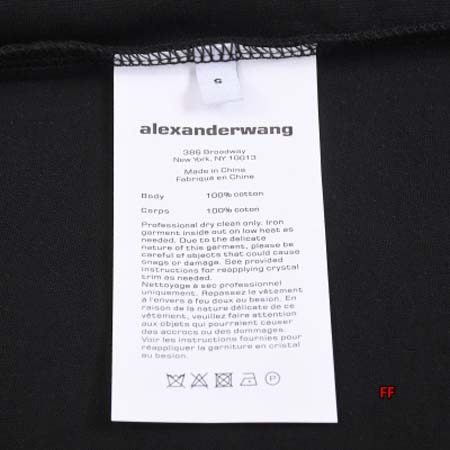 S
alexanderwang
386 Broadway
New York, NY 10013
Made in China
Fabriqué en Chine
Body 100% cotton
Corps 100% coton
Professional dry clean only. Iron
garment inside out on low heat as
needed. Due to the delicate
nature of this garment, please be
careful of objects that could cause
snags or damage. See provided
instructions for reapplying crystal
trim as needed.
Nettoyage à sec professionnel
uniquement. Repassez le vêtement
à l'envers à fou doux au besion. En
raison de la nature délicate de ce
vêtement, veuillez faire attention
aux objets qui pourraient causer
des accrocs ou des dommages.
Voir les instructions fournies pour
réappliquer la garniture en cristal
au besion.
P
FF